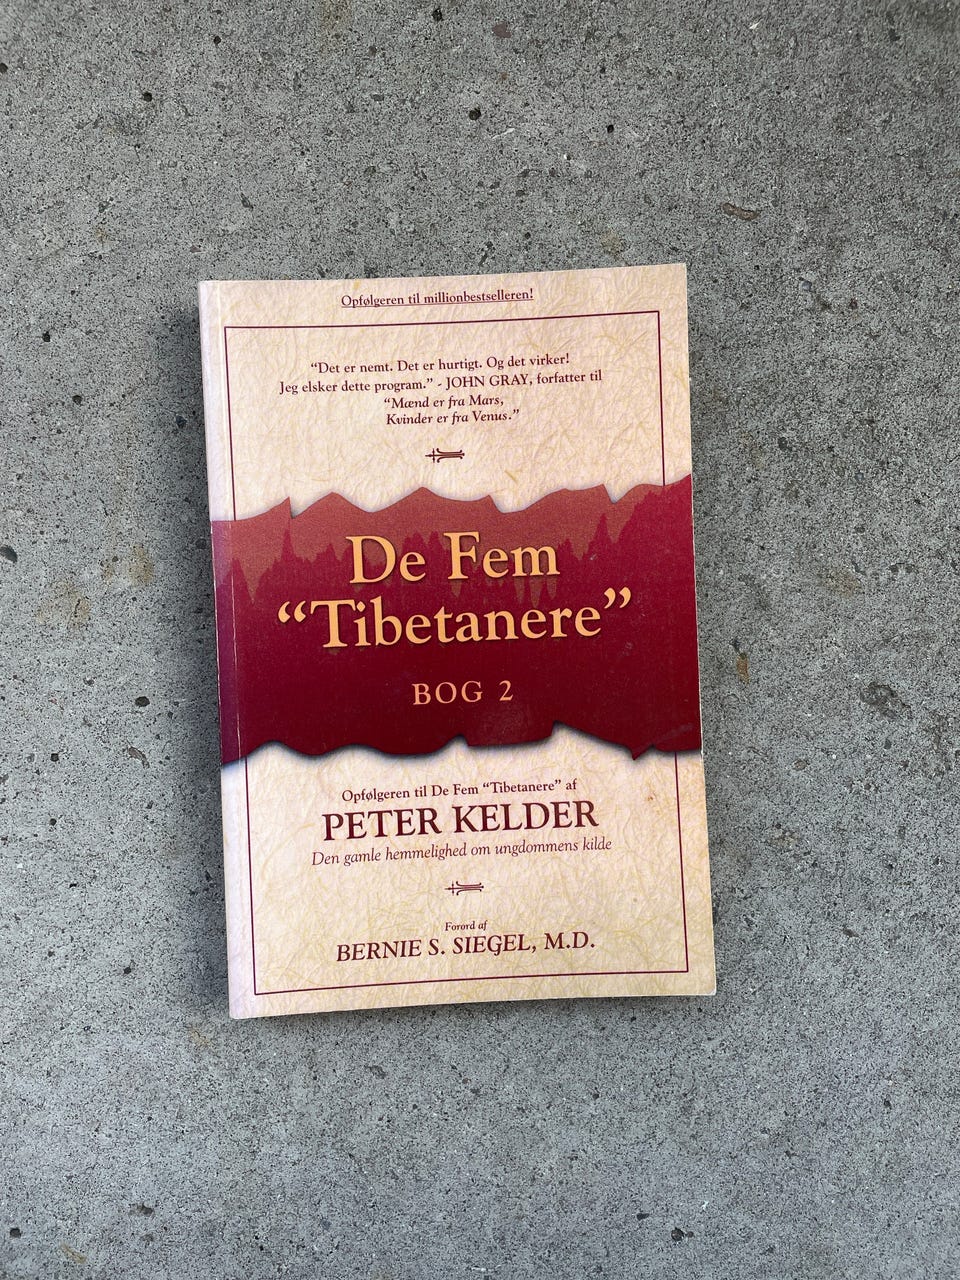 Opfølgeren til millionbestselleren!
“Det er nemt. Det er hurtigt. Og det virker!
Jeg elsker dette program.” - JOHN GRAY, forfatter til
“Mænd er fra Mars,
Kvinder er fra Venus.”
De Fem
“Tibetanere”
BOG 2
Opfølgeren til De Fem “Tibetanere” af
PETER KELDER
Den gamle hemmelighed om ungdommens kilde
Forord af
BERNIE S. SIEGEL, M.D.